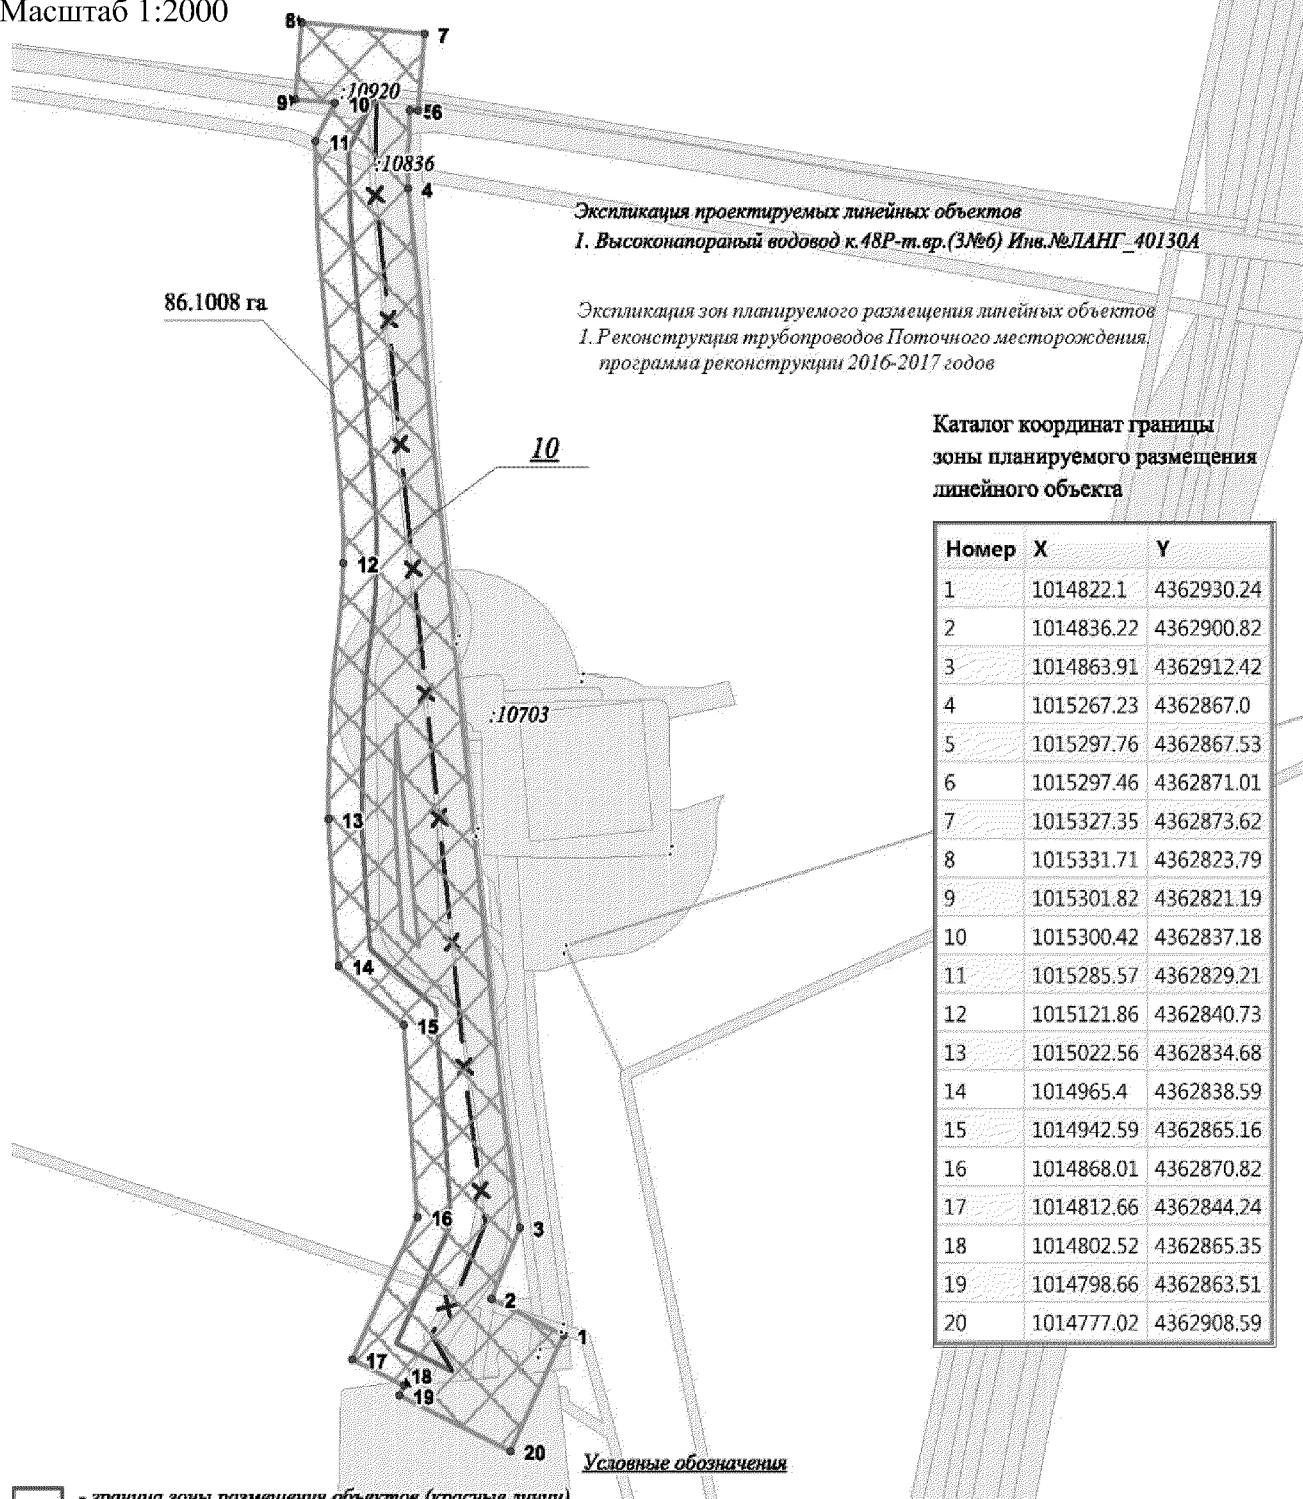 Масштаб 1:2000
8
7
:10920
9
10
56
11
:10836
4
Экспликация проектируемых линейных объектов
1. Высоконапораный водовод к.48Р-т.вр.(3№6) Инв.№ЛАНГ_40130А
86.1008 га
Экспликация зон планируемого размещения линейных объектов
1. Реконструкция трубопроводов Поточного месторождения.
программа реконструкции 2016-2017 годов
Каталог координат границы
зоны планируемого размещения
линейного объекта
10
12
:10703
13
14
15
16
3
2
1
17
18
19
20
Номер X Y
1 1014822.1 4362930.24
2 1014836.22 4362900.82
3 1014863.91 4362912.42
4 1015267.23 4362867.0
5 1015297.76 4362867.53
6 1015297.46 4362871.01
7 1015327.35 4362873.62
8 1015331.71 4362823.79
9 1015301.82 4362821.19
10 1015300.42 4362837.18
11 1015285.57 4362829.21
12 1015121.86 4362840.73
13 1015022.56 4362834.68
14 1014965.4 4362838.59
15 1014942.59 4362865.16
16 1014868.01 4362870.82
17 1014812.66 4362844.24
18 1014802.52 4362865.35
19 1014798.66 4362863.51
20 1014777.02 4362908.59
Условные обозначения
- граница зоны размещения объектов (красные линии)